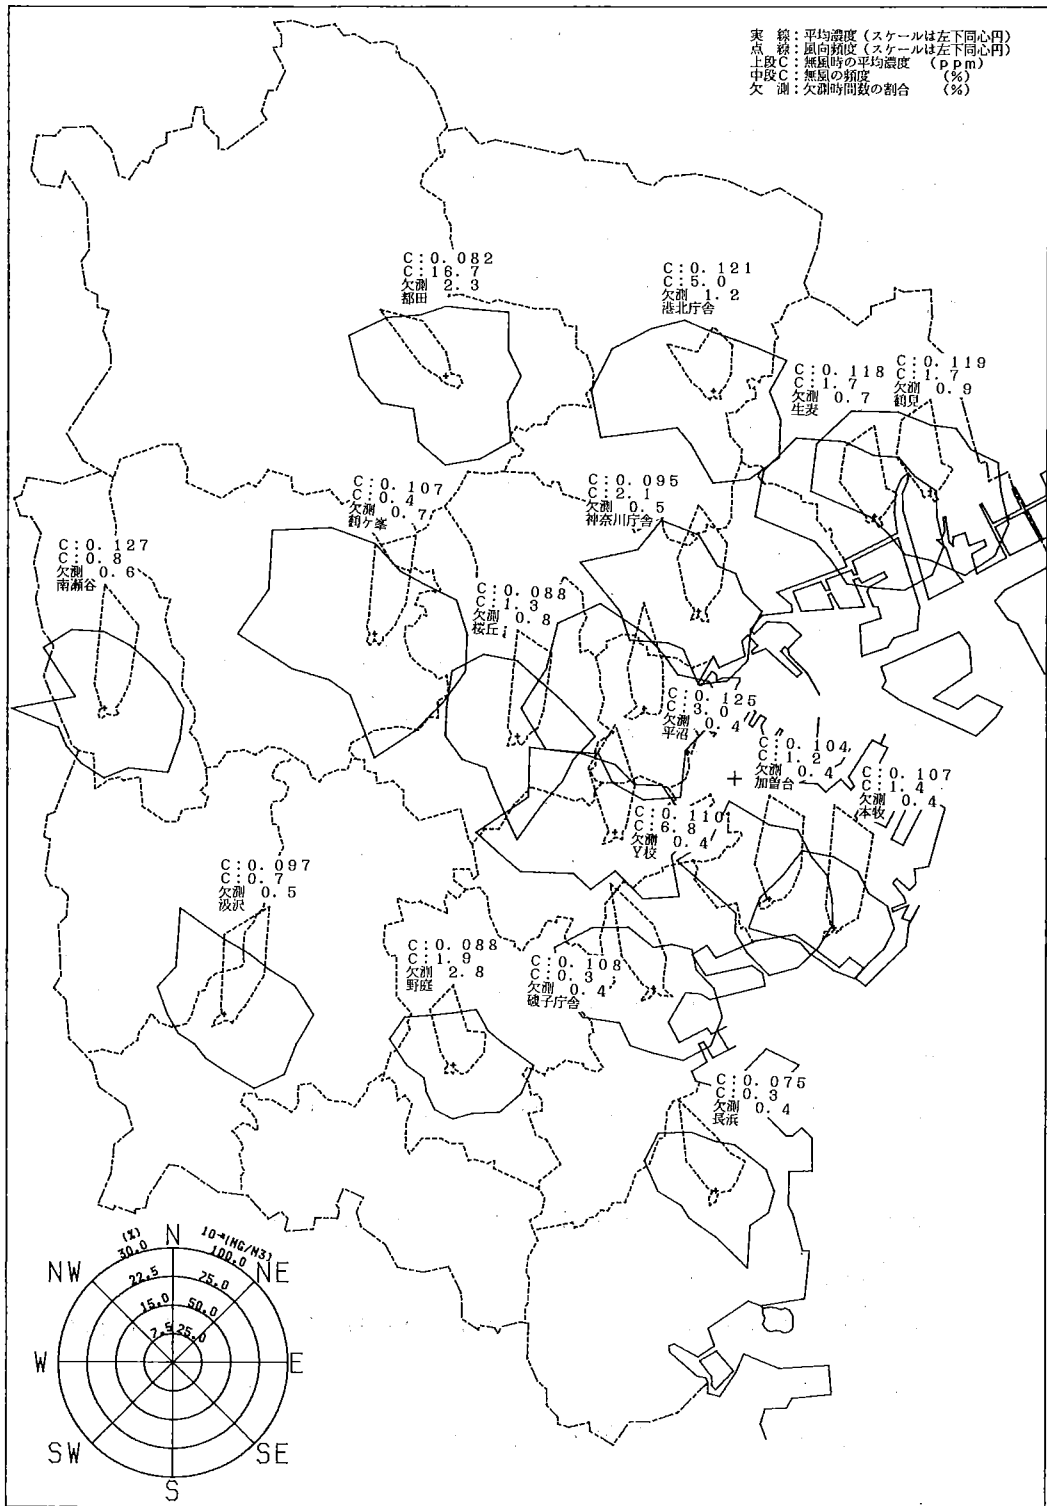 実　線：平均濃度（スケールは左下同心円）
点　線：風向頻度（スケールは左下同心円）
上段C：無風時の平均濃度　（ppm）
中段C：無風の頻度　（%）
欠　測：欠測時間数の割合　（%）
C:0.082
C:16.7
欠測 2.3
都田
C:0.121
C:5.0
欠測 1.2
港北庁舎
C:0.118
C:1.7
欠測 0.7
生麦
C:0.119
C:1.7
欠測 0.9
鶴見
C:0.107
C:0.4
欠測 0.7
鶴ケ峯
C:0.095
C:2.1
欠測 0.5
神奈川庁舎
C:0.127
C:0.8
欠測 0.6
南瀬谷
C:0.088
C:1.3
欠測 0.8
桜丘
C:0.125
C:3.0
欠測 0.4
平沼
C:0.104
C:1.2
欠測 0.4
加曽台
C:0.107
C:1.4
欠測 0.4
本牧
C:0.110
C:6.8
欠測 0.4
Y校
C:0.097
C:0.7
欠測 0.5
汲沢
C:0.088
C:1.9
欠測 2.8
野庭
C:0.108
C:0.3
欠測 0.4
磯子庁舎
C:0.075
C:0.3
欠測 0.4
長浜
(%) N (MG/M3)
30.0 100.0
NW NE
22.5 75.0
15.0 50.0
7.5 25.0
W E
SW SE
S